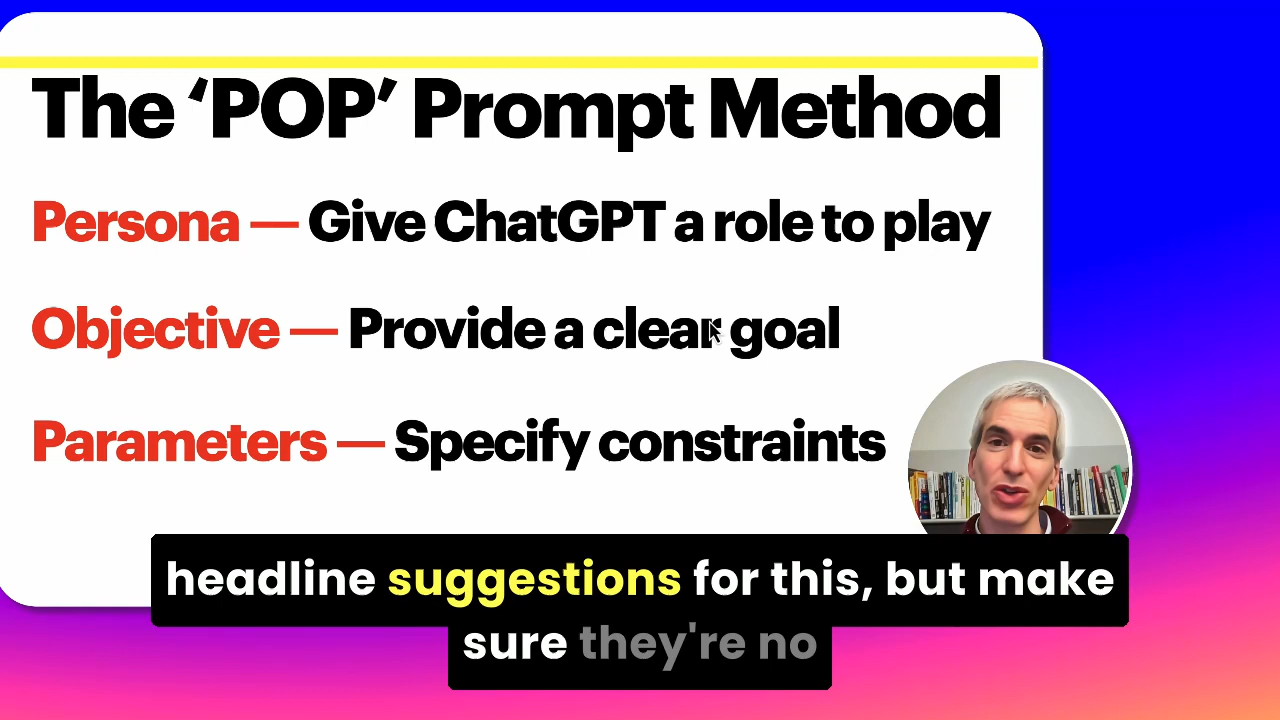 The ‘POP’ Prompt Method
Persona — Give ChatGPT a role to play
Objective — Provide a clear goal
Parameters — Specify constraints
headline suggestions for this, but make
sure they're no